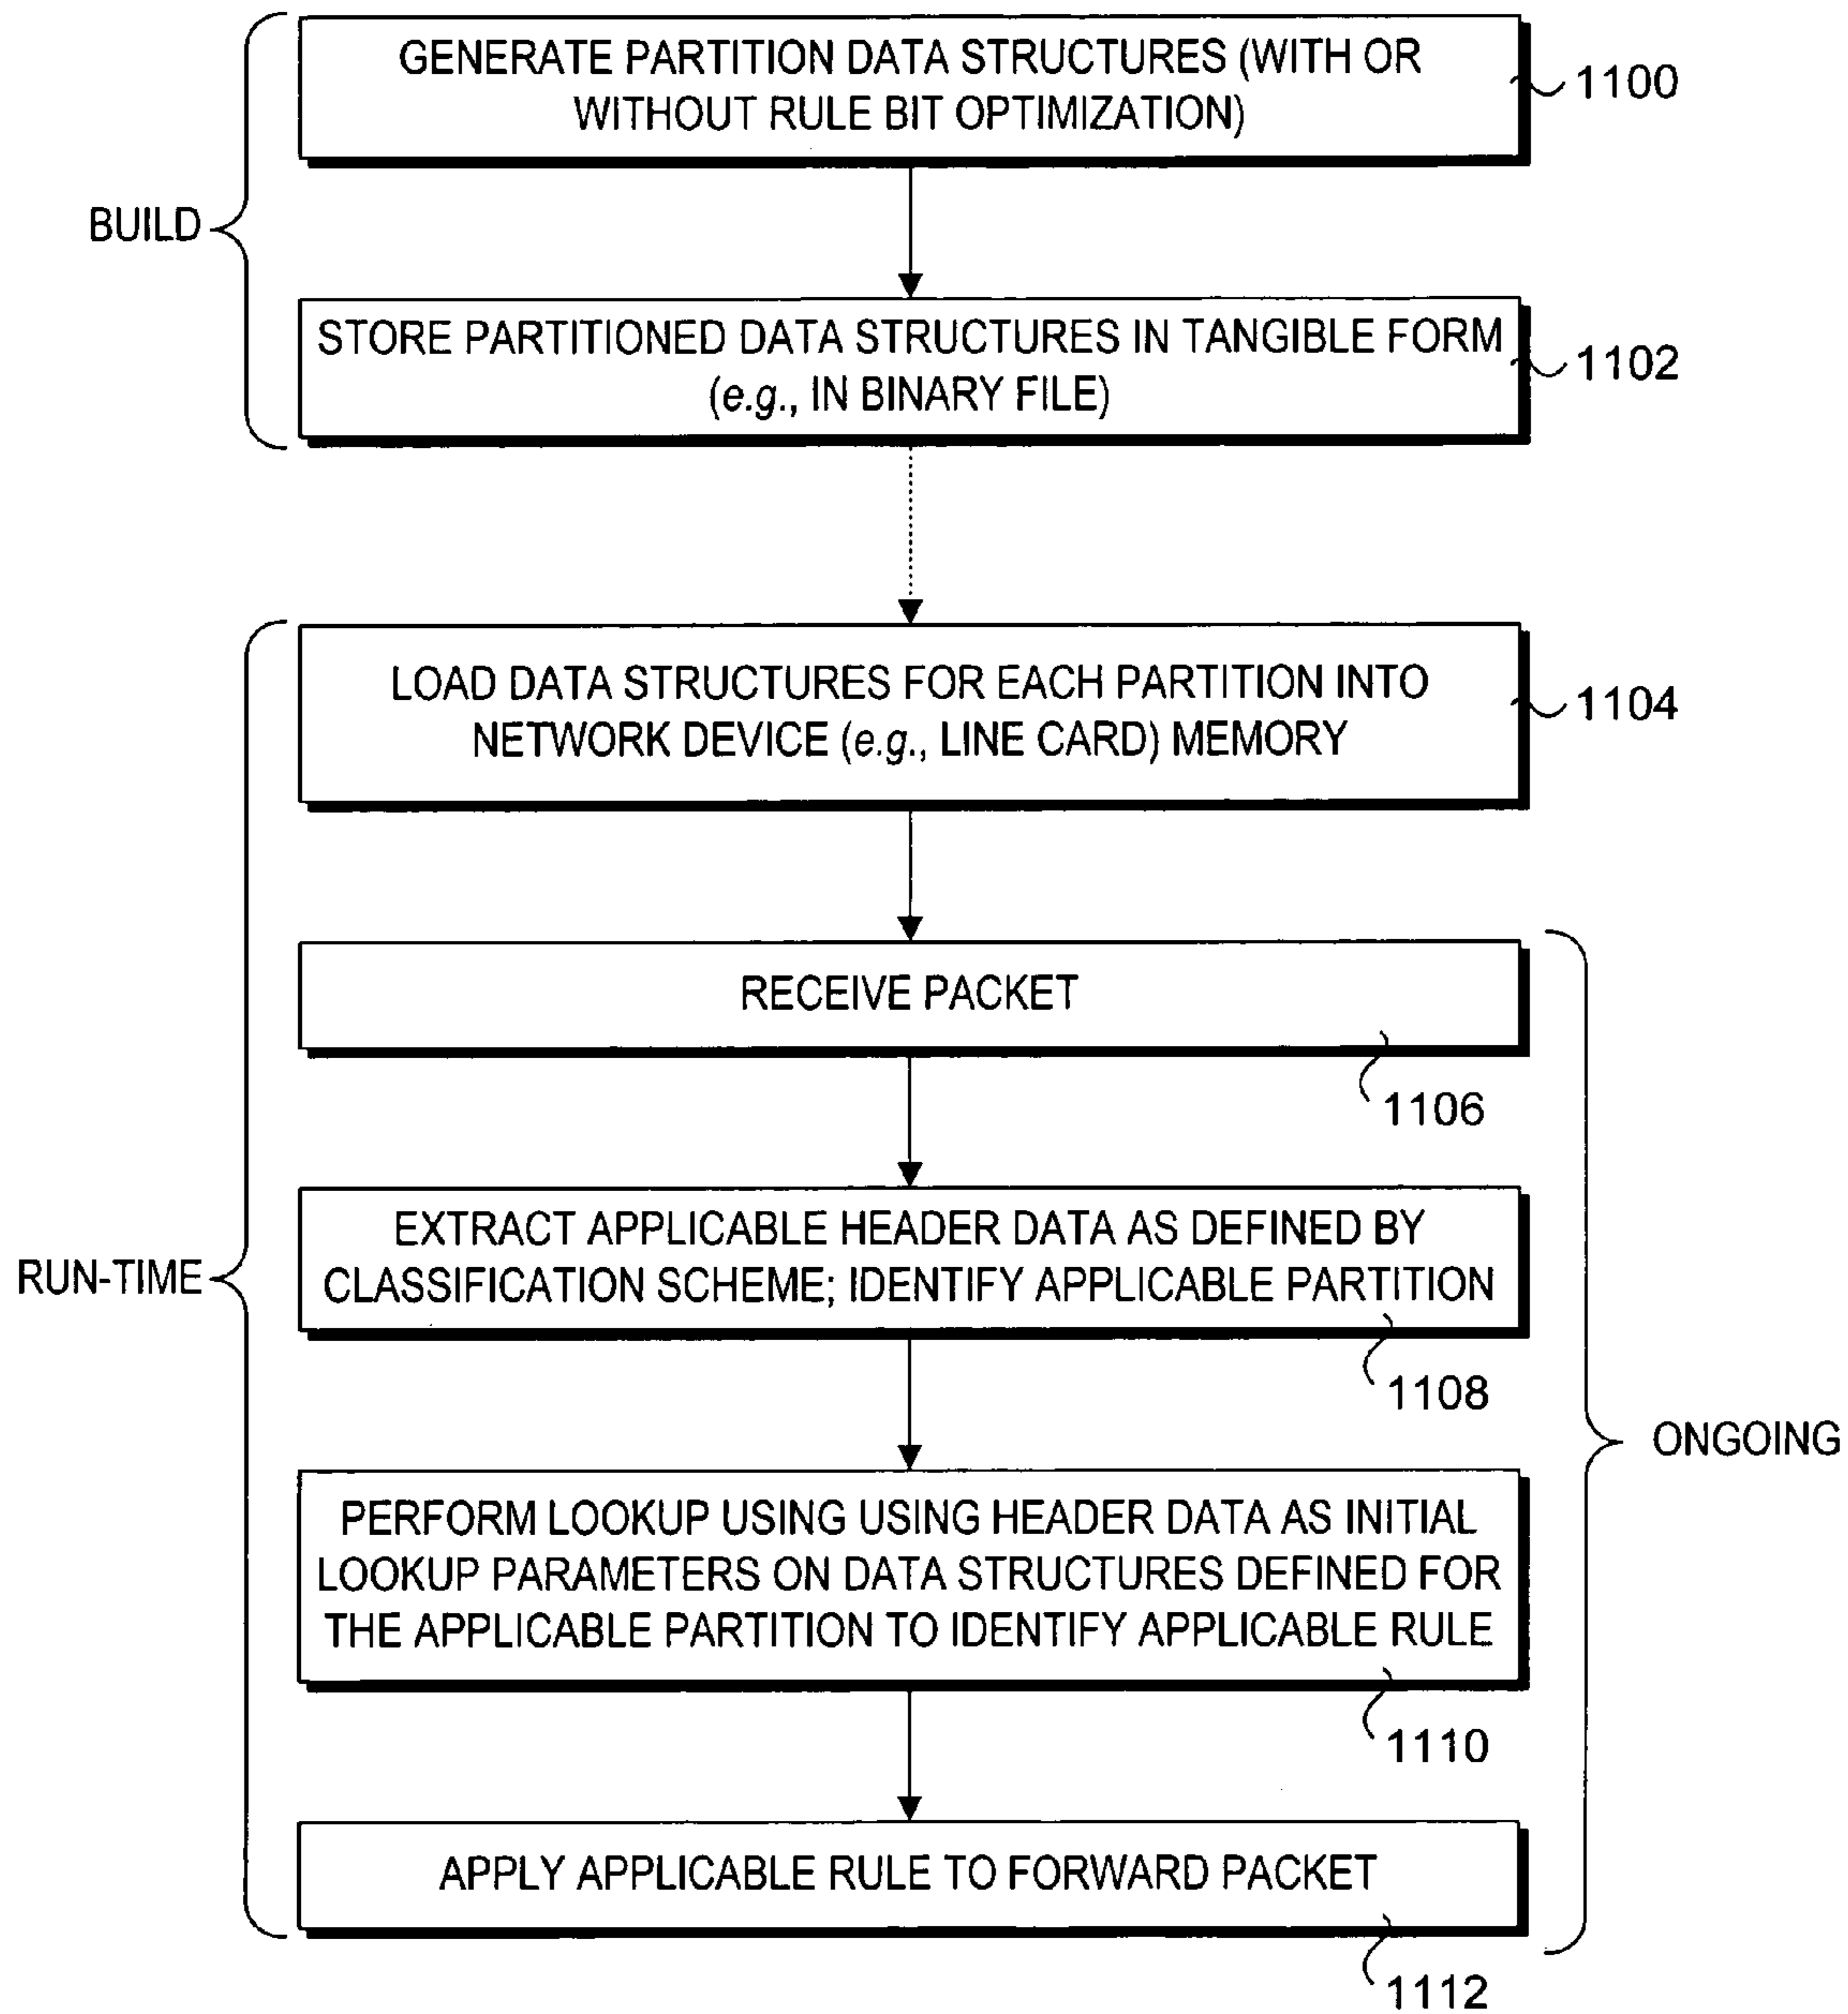 GENERATE PARTITION DATA STRUCTURES (WITH OR
WITHOUT RULE BIT OPTIMIZATION)
1100
BUILD
STORE PARTITIONED DATA STRUCTURES IN TANGIBLE FORM
(e.g., IN BINARY FILE)
1102
LOAD DATA STRUCTURES FOR EACH PARTITION INTO
NETWORK DEVICE (e.g., LINE CARD) MEMORY
1104
RECEIVE PACKET
1106
EXTRACT APPLICABLE HEADER DATA AS DEFINED BY
CLASSIFICATION SCHEME; IDENTIFY APPLICABLE PARTITION
1108
RUN-TIME
ONGOING
PERFORM LOOKUP USING USING HEADER DATA AS INITIAL
LOOKUP PARAMETERS ON DATA STRUCTURES DEFINED FOR
THE APPLICABLE PARTITION TO IDENTIFY APPLICABLE RULE
1110
APPLY APPLICABLE RULE TO FORWARD PACKET
1112